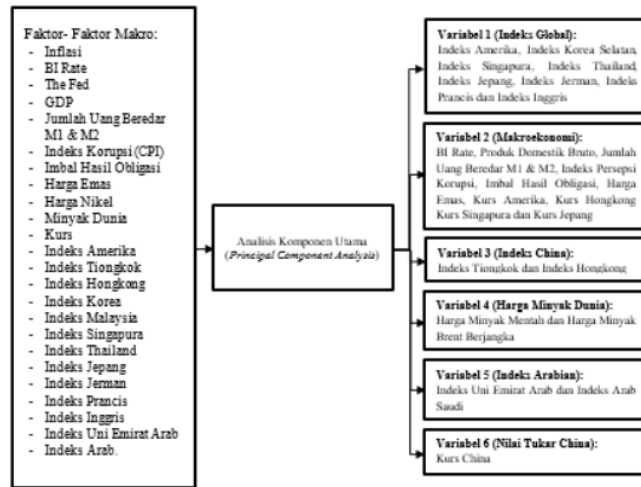 Faktor- Faktor Makro:
- Inflasi
- BI Rate
- The Fed
- GDP
- Jumlah Uang Beredar
M1 & M2
- Indeks Korupsi (CPI)
- Imbal Hasil Obligasi
- Harga Emas
- Harga Nikel
- Minyak Dunia
- Kurs
- Indeks Amerika
- Indeks Tiongkok
- Indeks Hongkong
- Indeks Korea
- Indeks Malaysia
- Indeks Singapura
- Indeks Thailand
- Indeks Jepang
- Indeks Jerman
- Indeks Prancis
- Indeks Inggris
- Indeks Uni Emirat Arab
- Indeks Arab.
Analisis Komponen Utama
(Principal Component Analysis)
Variabel 1 (Indeks Global):
Indeks Amerika, Indeks Korea Selatan,
Indeks Singapura, Indeks Thailand,
Indeks Jepang, Indeks Jerman, Indeks
Prancis dan Indeks Inggris
Variabel 2 (Makroekonomi):
BI Rate, Produk Domestik Bruto, Jumlah
Uang Beredar M1 & M2, Indeks Persepsi
Korupsi, Imbal Hasil Obligasi, Harga
Emas, Kurs Amerika, Kurs Hongkong
Kurs Singapura dan Kurs Jepang
Variabel 3 (Indeks China):
Indeks Tiongkok dan Indeks Hongkong
Variabel 4 (Harga Minyak Dunia):
Harga Minyak Mentah dan Harga Minyak
Brent Berjangka
Variabel 5 (Indeks Arabian):
Indeks Uni Emirat Arab dan Indeks Arab
Saudi
Variabel 6 (Nilai Tukar China):
Kurs China